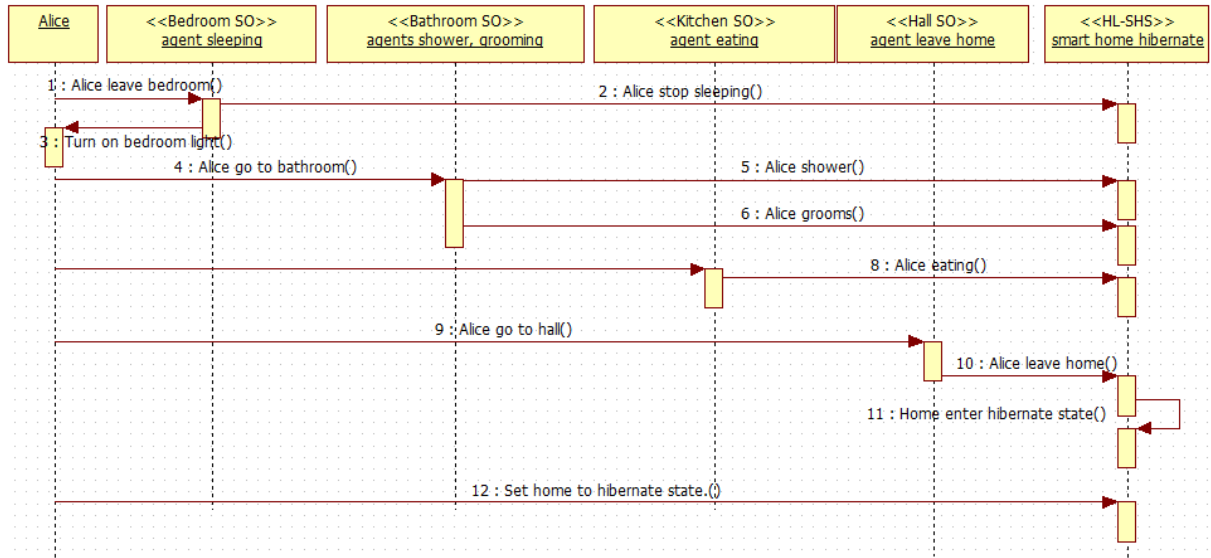 Alice
<<Bedroom SO>>
agent sleeping
<<Bathroom SO>>
agents shower, grooming
<<Kitchen SO>>
agent eating
<<Hall SO>>
agent leave home
<<HL-SHS>>
smart home hibernate
1 : Alice leave bedroom()
2 : Alice stop sleeping()
3 : Turn on bedroom light()
4 : Alice go to bathroom()
5 : Alice shower()
6 : Alice grooms()
8 : Alice eating()
9 : Alice go to hall()
10 : Alice leave home()
11 : Home enter hibernate state()
12 : Set home to hibernate state.()